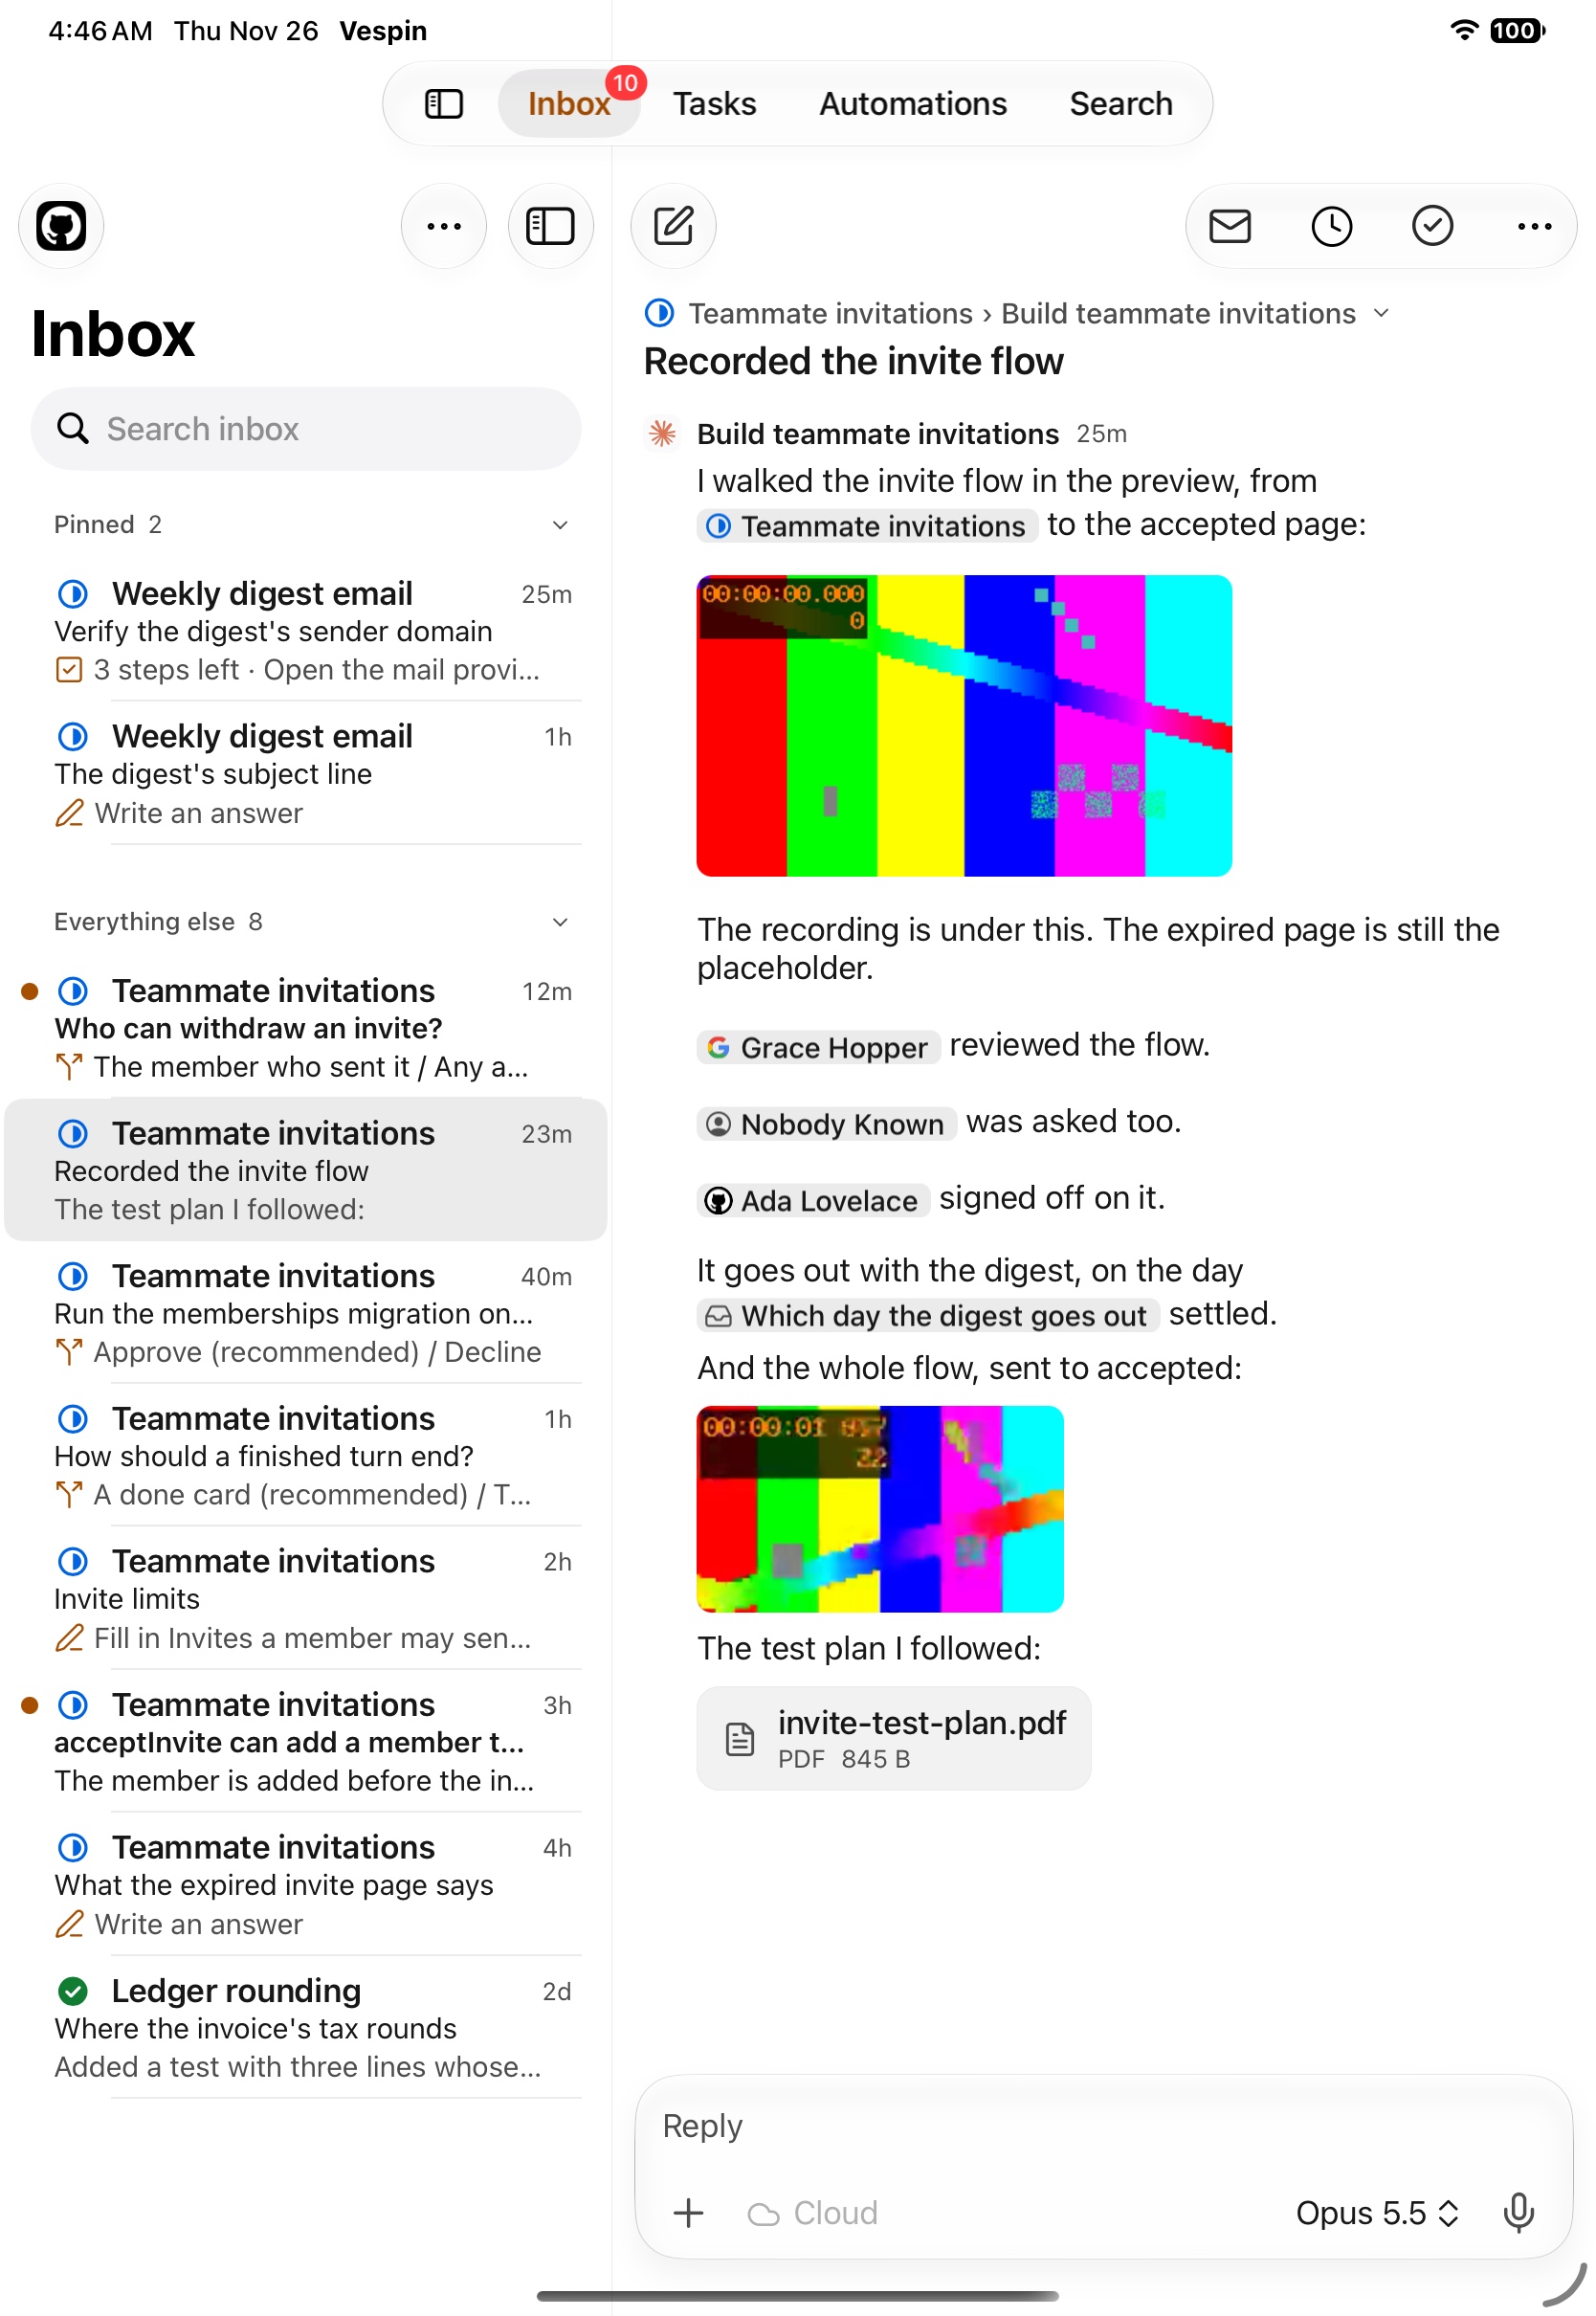 4:46 AM Thu Nov 26 Vespin
100
Inbox 10 Tasks Automations Search
Inbox
Search inbox
Pinned 2
Weekly digest email 25m
Verify the digest's sender domain
3 steps left · Open the mail provi...
Weekly digest email 1h
The digest's subject line
Write an answer
Everything else 8
Teammate invitations 12m
Who can withdraw an invite?
The member who sent it / Any a...
Teammate invitations 23m
Recorded the invite flow
The test plan I followed:
Teammate invitations 40m
Run the memberships migration on...
Approve (recommended) / Decline
Teammate invitations 1h
How should a finished turn end?
A done card (recommended) / T...
Teammate invitations 2h
Invite limits
Fill in Invites a member may sen...
Teammate invitations 3h
acceptInvite can add a member t...
The member is added before the in...
Teammate invitations 4h
What the expired invite page says
Write an answer
Ledger rounding 2d
Where the invoice's tax rounds
Added a test with three lines whose...
Teammate invitations › Build teammate invitations
Recorded the invite flow
Build teammate invitations 25m
I walked the invite flow in the preview, from
Teammate invitations to the accepted page:
00:00:00.000
0
The recording is under this. The expired page is still the
placeholder.
Grace Hopper reviewed the flow.
Nobody Known was asked too.
Ada Lovelace signed off on it.
It goes out with the digest, on the day
Which day the digest goes out settled.
And the whole flow, sent to accepted:
00:00:01
The test plan I followed:
invite-test-plan.pdf
PDF 845 B
Reply
Cloud
Opus 5.5